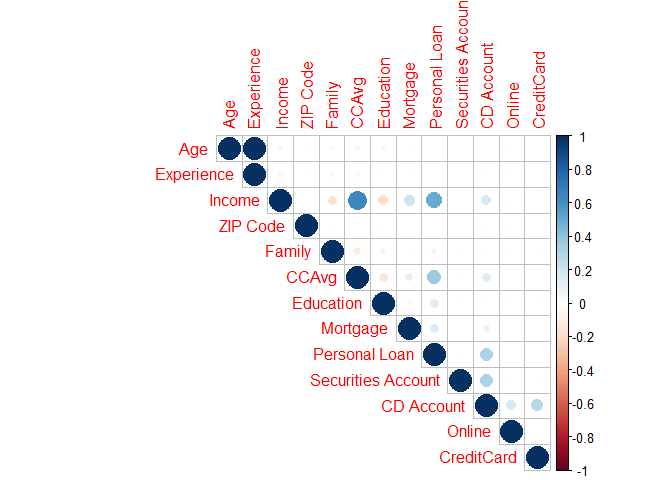 Age
Experience
Income
ZIP Code
Family
CCAvg
Education
Mortgage
Personal Loan
Securities Accoun
CD Account
Online
CreditCard
Age
Experience
Income
ZIP Code
Family
CCAvg
Education
Mortgage
Personal Loan
Securities Account
CD Account
Online
CreditCard
1
0.8
0.6
0.4
0.2
0
-0.2
-0.4
-0.6
-0.8
-1